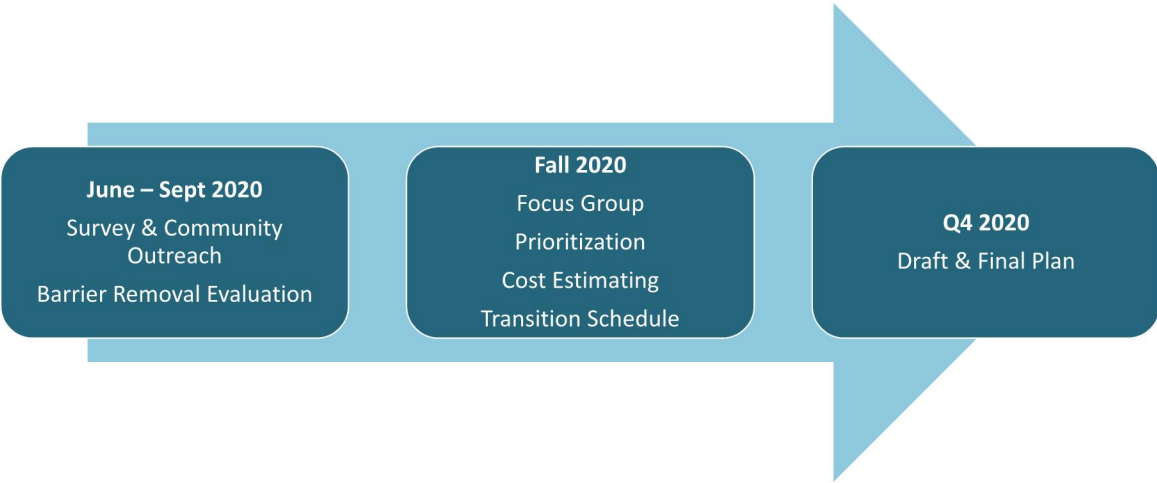 June – Sept 2020
Survey & Community
Outreach
Barrier Removal Evaluation
Fall 2020
Focus Group
Prioritization
Cost Estimating
Transition Schedule
Q4 2020
Draft & Final Plan